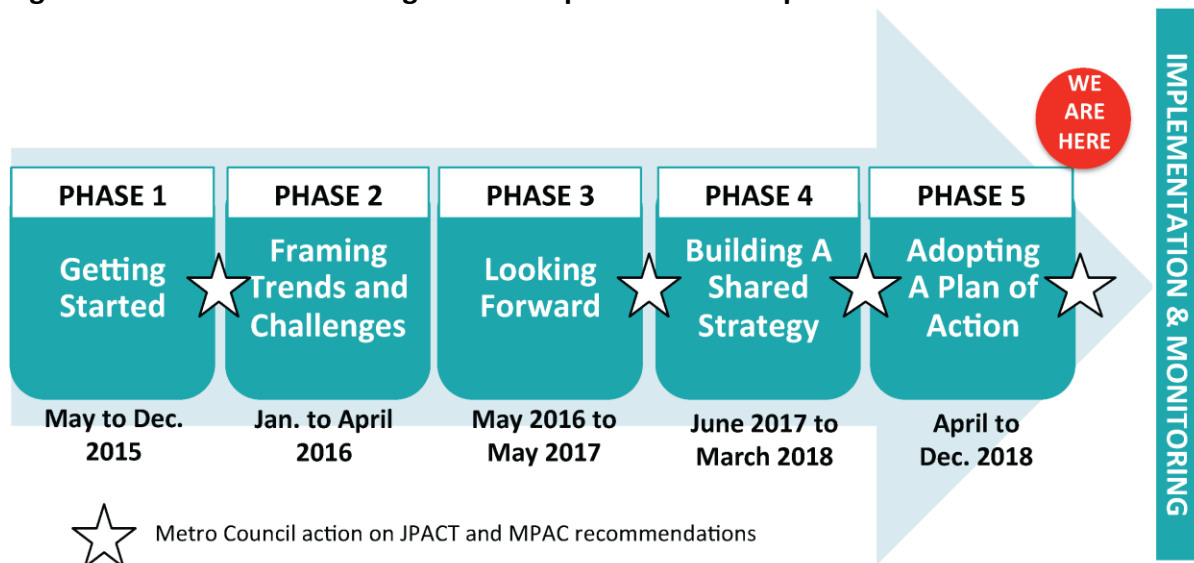 WE
ARE
HERE
PHASE 1
PHASE 2
PHASE 3
PHASE 4
PHASE 5
Getting
Started
Framing
Trends and
Challenges
Looking
Forward
Building A
Shared
Strategy
Adopting
A Plan of
Action
May to Dec.
2015
Jan. to April
2016
May 2016 to
May 2017
June 2017 to
March 2018
April to
Dec. 2018
IMPLEMENTATION & MONITORING
Metro Council action on JPACT and MPAC recommendations